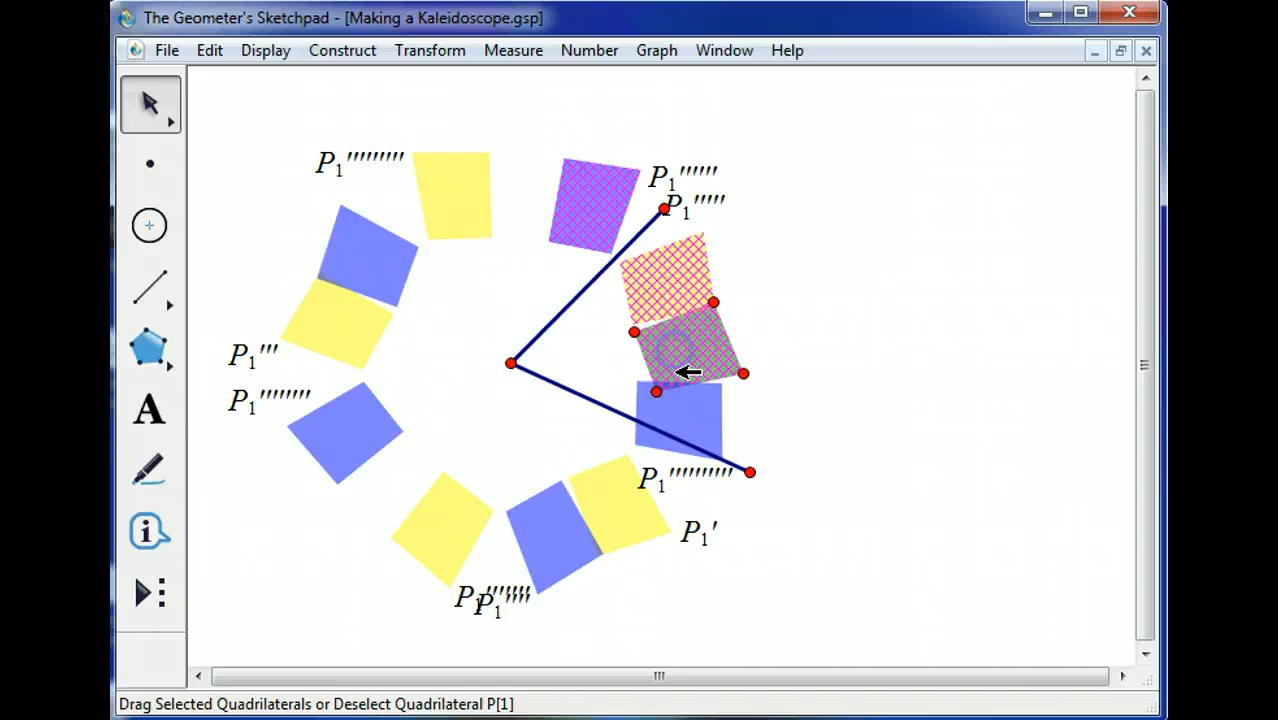 The Geometer's Sketchpad - [Making a Kaleidoscope.gsp]
File Edit Display Construct Transform Measure Number Graph Window Help
P₁′′′′′′′′′
P₁′′′′′′
P₁′′′′′
P₁′′′
P₁′′′′′′′′
P₁′′′′′′′′′′
P₁′
A
Drag Selected Quadrilaterals or Deselect Quadrilateral P[1]